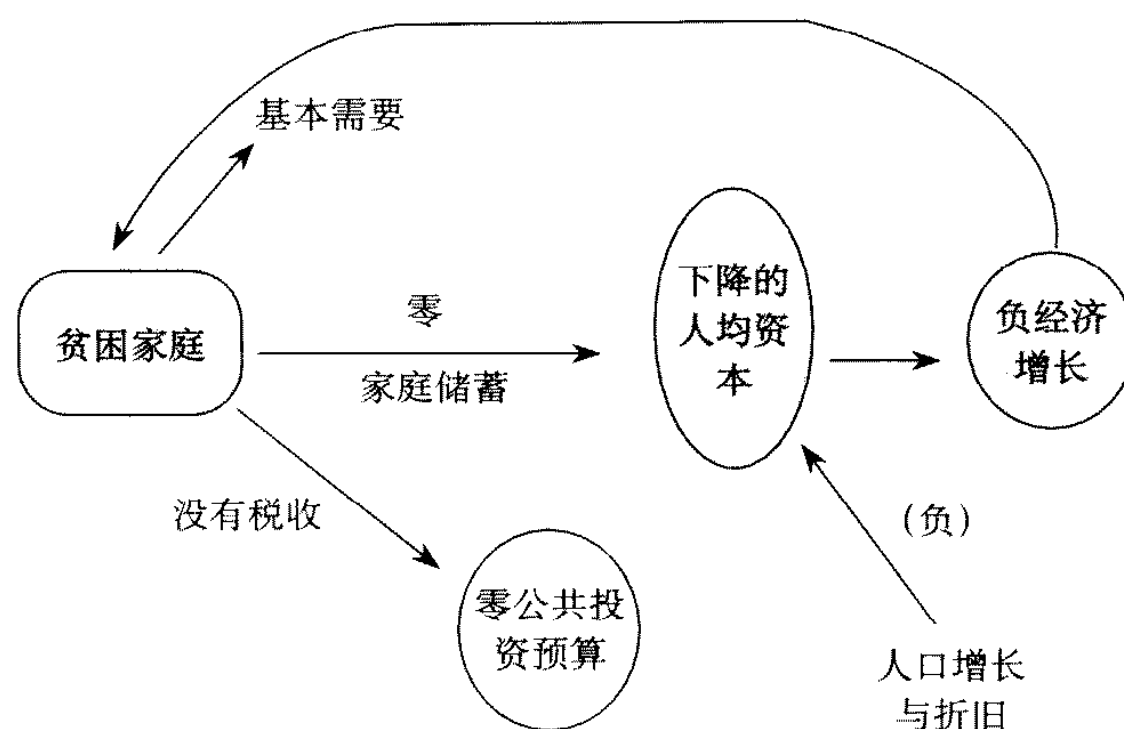 基本需要
贫困家庭
零
家庭储蓄
下降的
人均资
本
负经济
增长
没有税收
(负)
零公共投
资预算
人口增长
与折旧